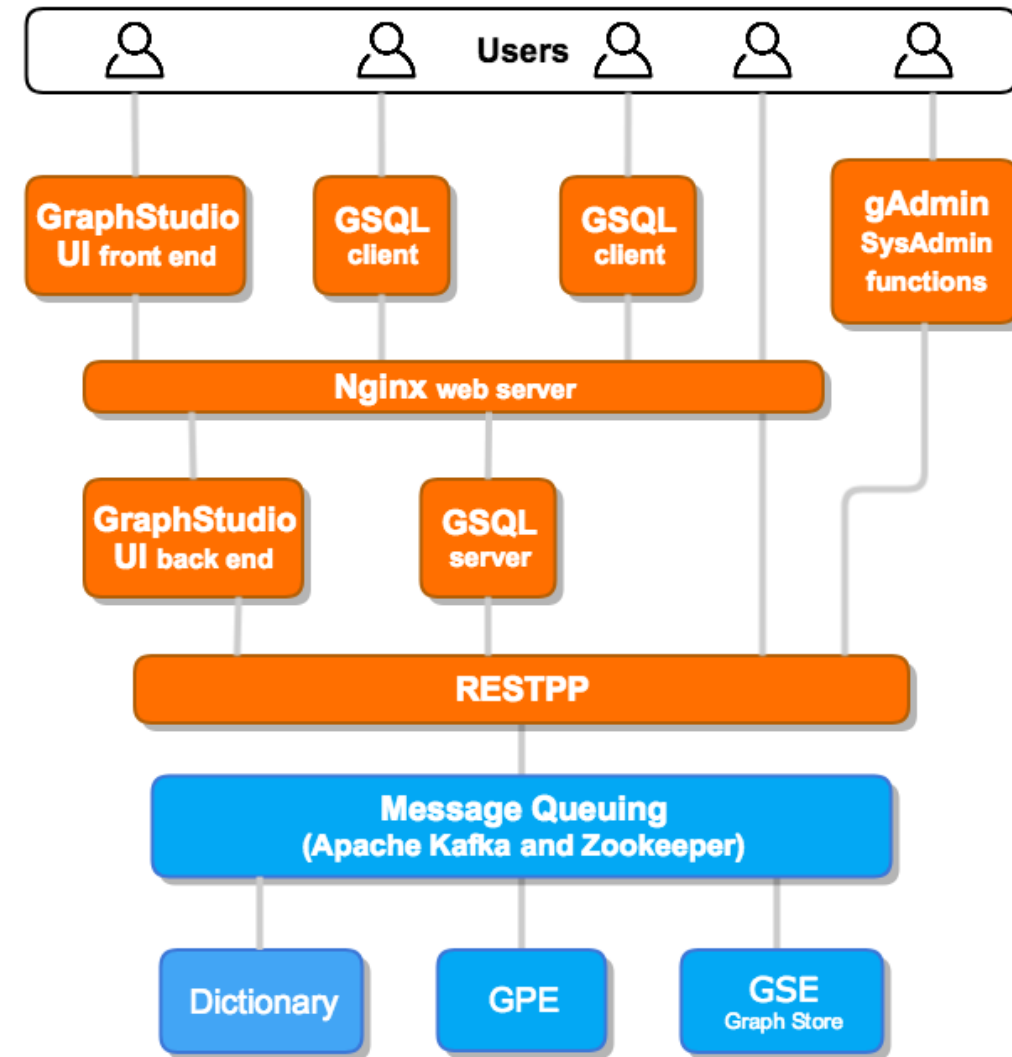 Users
GraphStudio
UI front end
GSQL
client
GSQL
client
gAdmin
SysAdmin
functions
Nginx web server
GraphStudio
UI back end
GSQL
server
RESTPP
Message Queuing
(Apache Kafka and Zookeeper)
Dictionary
GPE
GSE
Graph Store